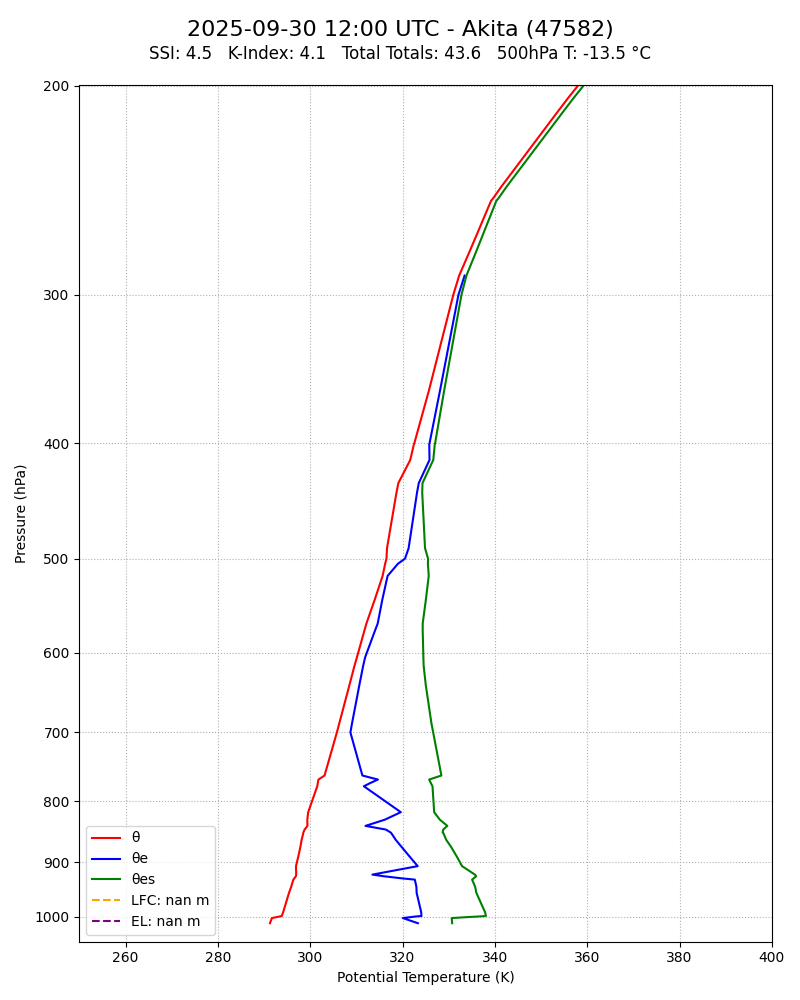 2025-09-30 12:00 UTC - Akita (47582)
SSI: 4.5   K-Index: 4.1   Total Totals: 43.6   500hPa T: -13.5 °C
200
300
400
500
600
700
800
900
1000
Pressure (hPa)
θ
θe
θes
LFC: nan m
EL: nan m
260
280
300
320
340
360
380
400
Potential Temperature (K)